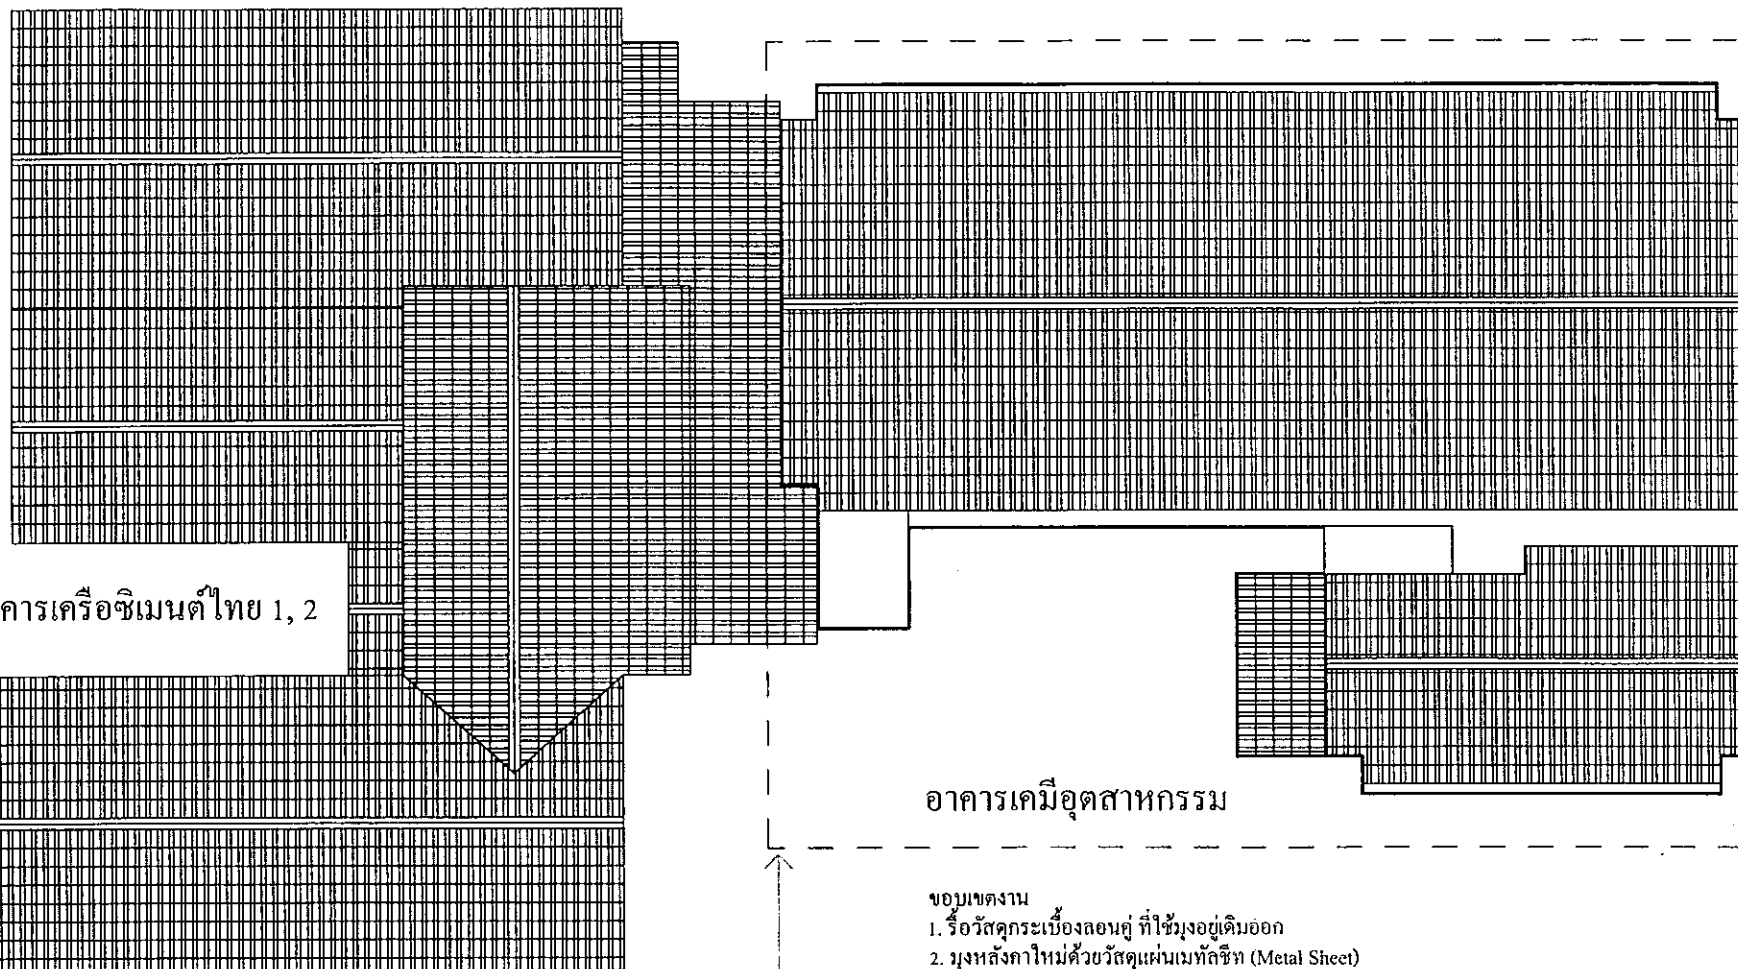 คารเครือซิเมนต์ไทย 1, 2
อาคารเคมีอุตสาหกรรม
ขอบเขตงาน
1. รื้อวัสดุกระเบื้องลอนคู่ ที่ใช้มุงอยู่เดิมออก
2. มุงหลังคาใหม่ด้วยวัสดุแผ่นเมทัลชีท (Metal Sheet)